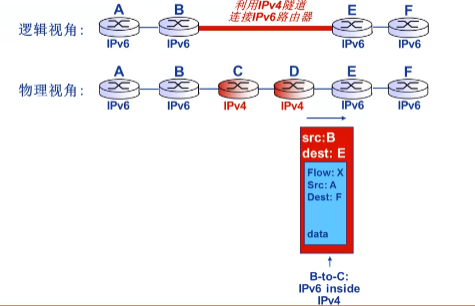 利用IPv4隧道
连接IPv6路由器
逻辑视角:
A B E F
IPv6 IPv6 IPv6 IPv6
物理视角:
A B C D E F
IPv6 IPv6 IPv4 IPv4 IPv6 IPv6
src:B
dest: E
Flow: X
Src: A
Dest: F
data
B-to-C:
IPv6 inside
IPv4